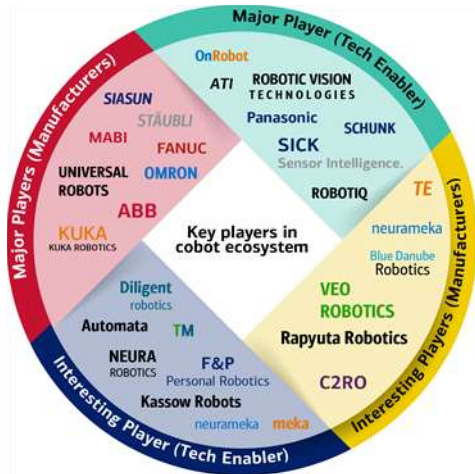 Major Player (Tech Enabler)
OnRobot
ATI
ROBOTIC VISION
TECHNOLOGIES
Panasonic
SCHUNK
SICK
Sensor Intelligence.
ROBOTIQ
Major Players (Manufacturers)
SIASUN
STÄUBLI
MABI
FANUC
UNIVERSAL
ROBOTS
OMRON
ABB
KUKA
KUKA ROBOTICS
Key players in
cobot ecosystem
Interesting Players (Manufacturers)
TE
neurameka
Blue Danube
Robotics
VEO
ROBOTICS
Rapyuta Robotics
C2RO
Interesting Player (Tech Enabler)
Diligent
robotics
Automata
TM
NEURA
ROBOTICS
F&P
Personal Robotics
Kassow Robots
neurameka
meka